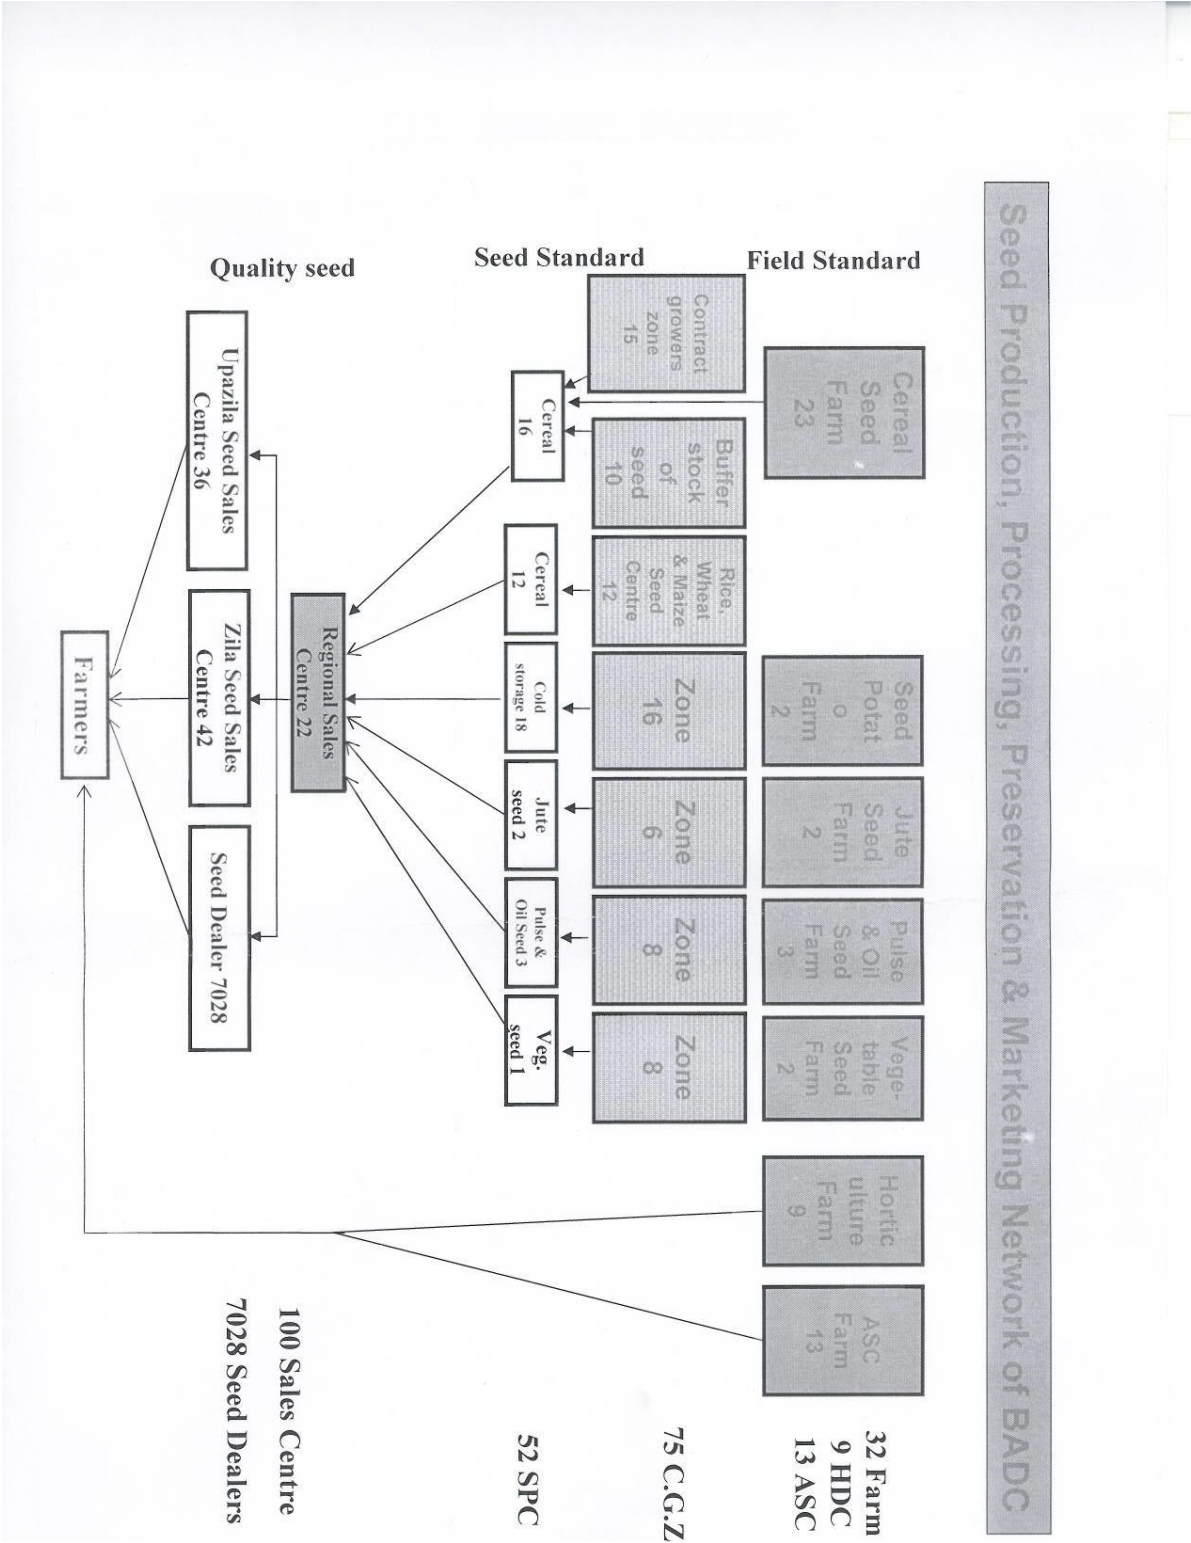 Seed Production, Processing, Preservation & Marketing Network of BADC
Field Standard
Cereal
Seed
Farm
23
Seed
Potat
o
Farm
2
Jute
Seed
Farm
2
Pulse
& Oil
Seed
Farm
3
Vege-
table
Seed
Farm
2
Hortic
ulture
Farm
9
ASC
Farm
13
32 Farm
9 HDC
13 ASC
Seed Standard
Contract
growers
zone
15
Buffer
stock
of
seed
10
Rice,
Wheat
& Maize
Seed
Centre
12
Zone
16
Zone
6
Zone
8
Zone
8
75 C.G.Z
Cereal
16
Cereal
12
Cold
storage 18
Jute
seed 2
Pulse &
Oil Seed 3
Veg.
seed 1
52 SPC
Regional Sales
Centre 22
Quality seed
Upazila Seed Sales
Centre 36
Zila Seed Sales
Centre 42
Seed Dealer 7028
100 Sales Centre
7028 Seed Dealers
Farmers